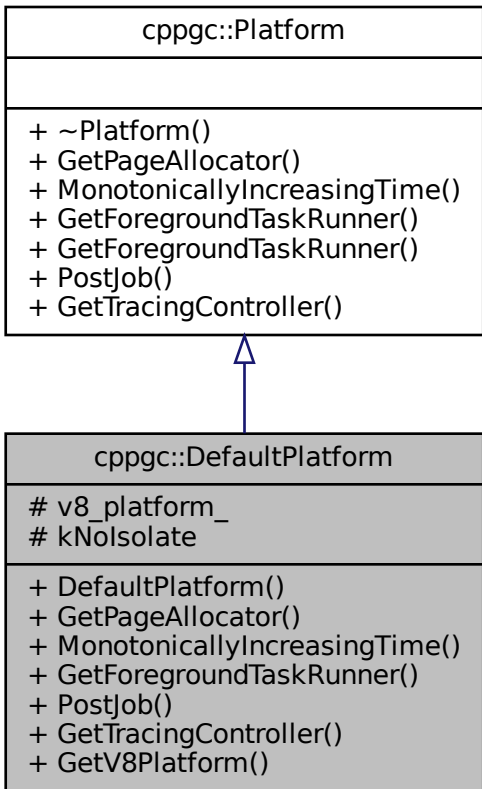 cppgc::Platform
+ ~Platform()
+ GetPageAllocator()
+ MonotonicallyIncreasingTime()
+ GetForegroundTaskRunner()
+ GetForegroundTaskRunner()
+ PostJob()
+ GetTracingController()
cppgc::DefaultPlatform
# v8_platform_
# kNoIsolate
+ DefaultPlatform()
+ GetPageAllocator()
+ MonotonicallyIncreasingTime()
+ GetForegroundTaskRunner()
+ PostJob()
+ GetTracingController()
+ GetV8Platform()